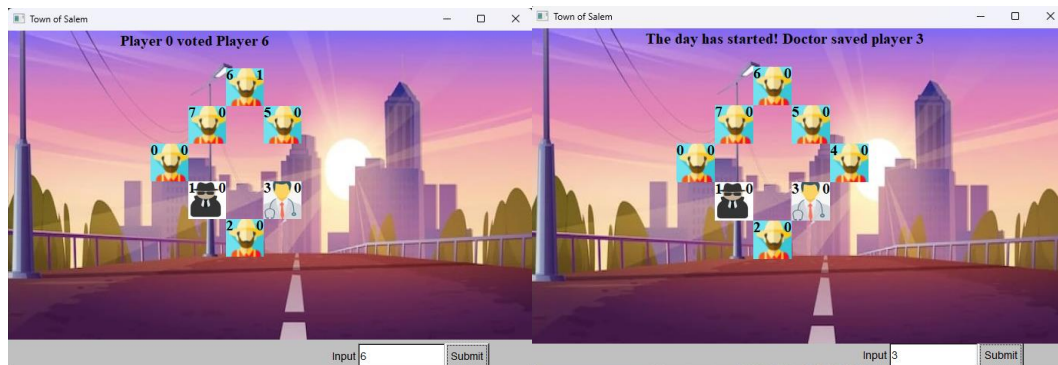 Town of Salem
Player 0 voted Player 6
6 1
7 0
5 0
0 0
1 0
3 0
2 0
Input 6 Submit
Town of Salem
The day has started! Doctor saved player 3
6 0
7 0
5 0
0 0
4 0
1 0
3 0
2 0
Input 3 Submit